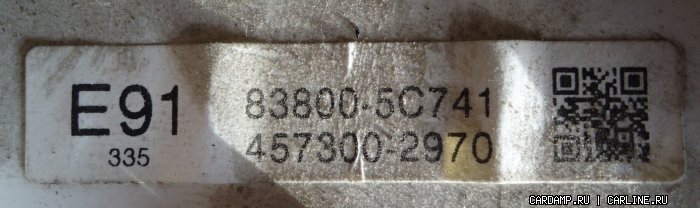 E91
335
83800-5C741
457300-2970
CARDAMP.RU | CARLINE.RU